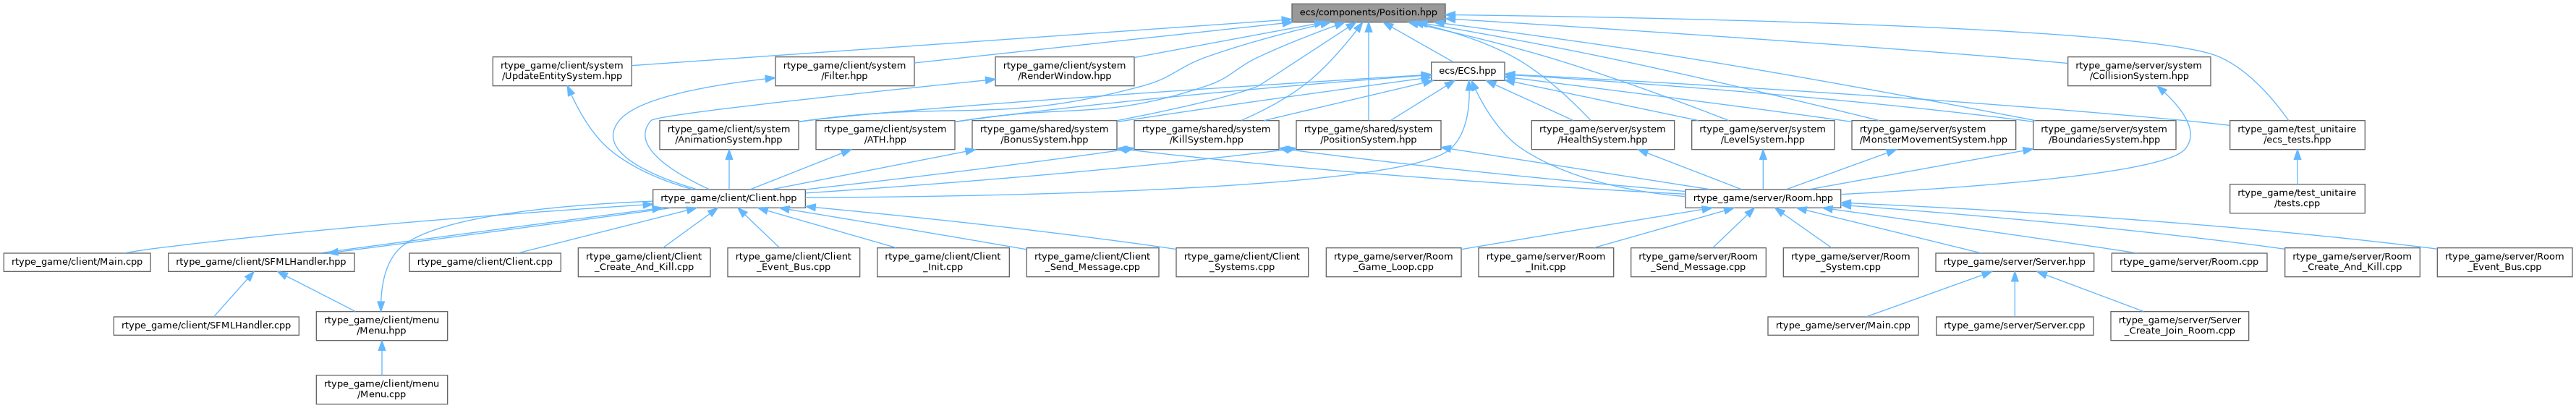 ecs/components/Position.hpp
rtype_game/client/system
/UpdateEntitySystem.hpp
rtype_game/client/system
/Filter.hpp
rtype_game/client/system
/RenderWindow.hpp
ecs/ECS.hpp
rtype_game/server/system
/CollisionSystem.hpp
rtype_game/client/system
/AnimationSystem.hpp
rtype_game/client/system
/ATH.hpp
rtype_game/shared/system
/BonusSystem.hpp
rtype_game/shared/system
/KillSystem.hpp
rtype_game/shared/system
/PositionSystem.hpp
rtype_game/server/system
/HealthSystem.hpp
rtype_game/server/system
/LevelSystem.hpp
rtype_game/server/system
/MonsterMovementSystem.hpp
rtype_game/server/system
/BoundariesSystem.hpp
rtype_game/test_unitaire
/ecs_tests.hpp
rtype_game/client/Client.hpp
rtype_game/server/Room.hpp
rtype_game/test_unitaire
/tests.cpp
rtype_game/client/Main.cpp
rtype_game/client/SFMLHandler.hpp
rtype_game/client/Client.cpp
rtype_game/client/Client
_Create_And_Kill.cpp
rtype_game/client/Client
_Event_Bus.cpp
rtype_game/client/Client
_Init.cpp
rtype_game/client/Client
_Send_Message.cpp
rtype_game/client/Client
_Systems.cpp
rtype_game/server/Room
_Game_Loop.cpp
rtype_game/server/Room
_Init.cpp
rtype_game/server/Room
_Send_Message.cpp
rtype_game/server/Room
_System.cpp
rtype_game/server/Server.hpp
rtype_game/server/Room.cpp
rtype_game/server/Room
_Create_And_Kill.cpp
rtype_game/server/Room
_Event_Bus.cpp
rtype_game/client/SFMLHandler.cpp
rtype_game/client/menu
/Menu.hpp
rtype_game/server/Main.cpp
rtype_game/server/Server.cpp
rtype_game/server/Server
_Create_Join_Room.cpp
rtype_game/client/menu
/Menu.cpp